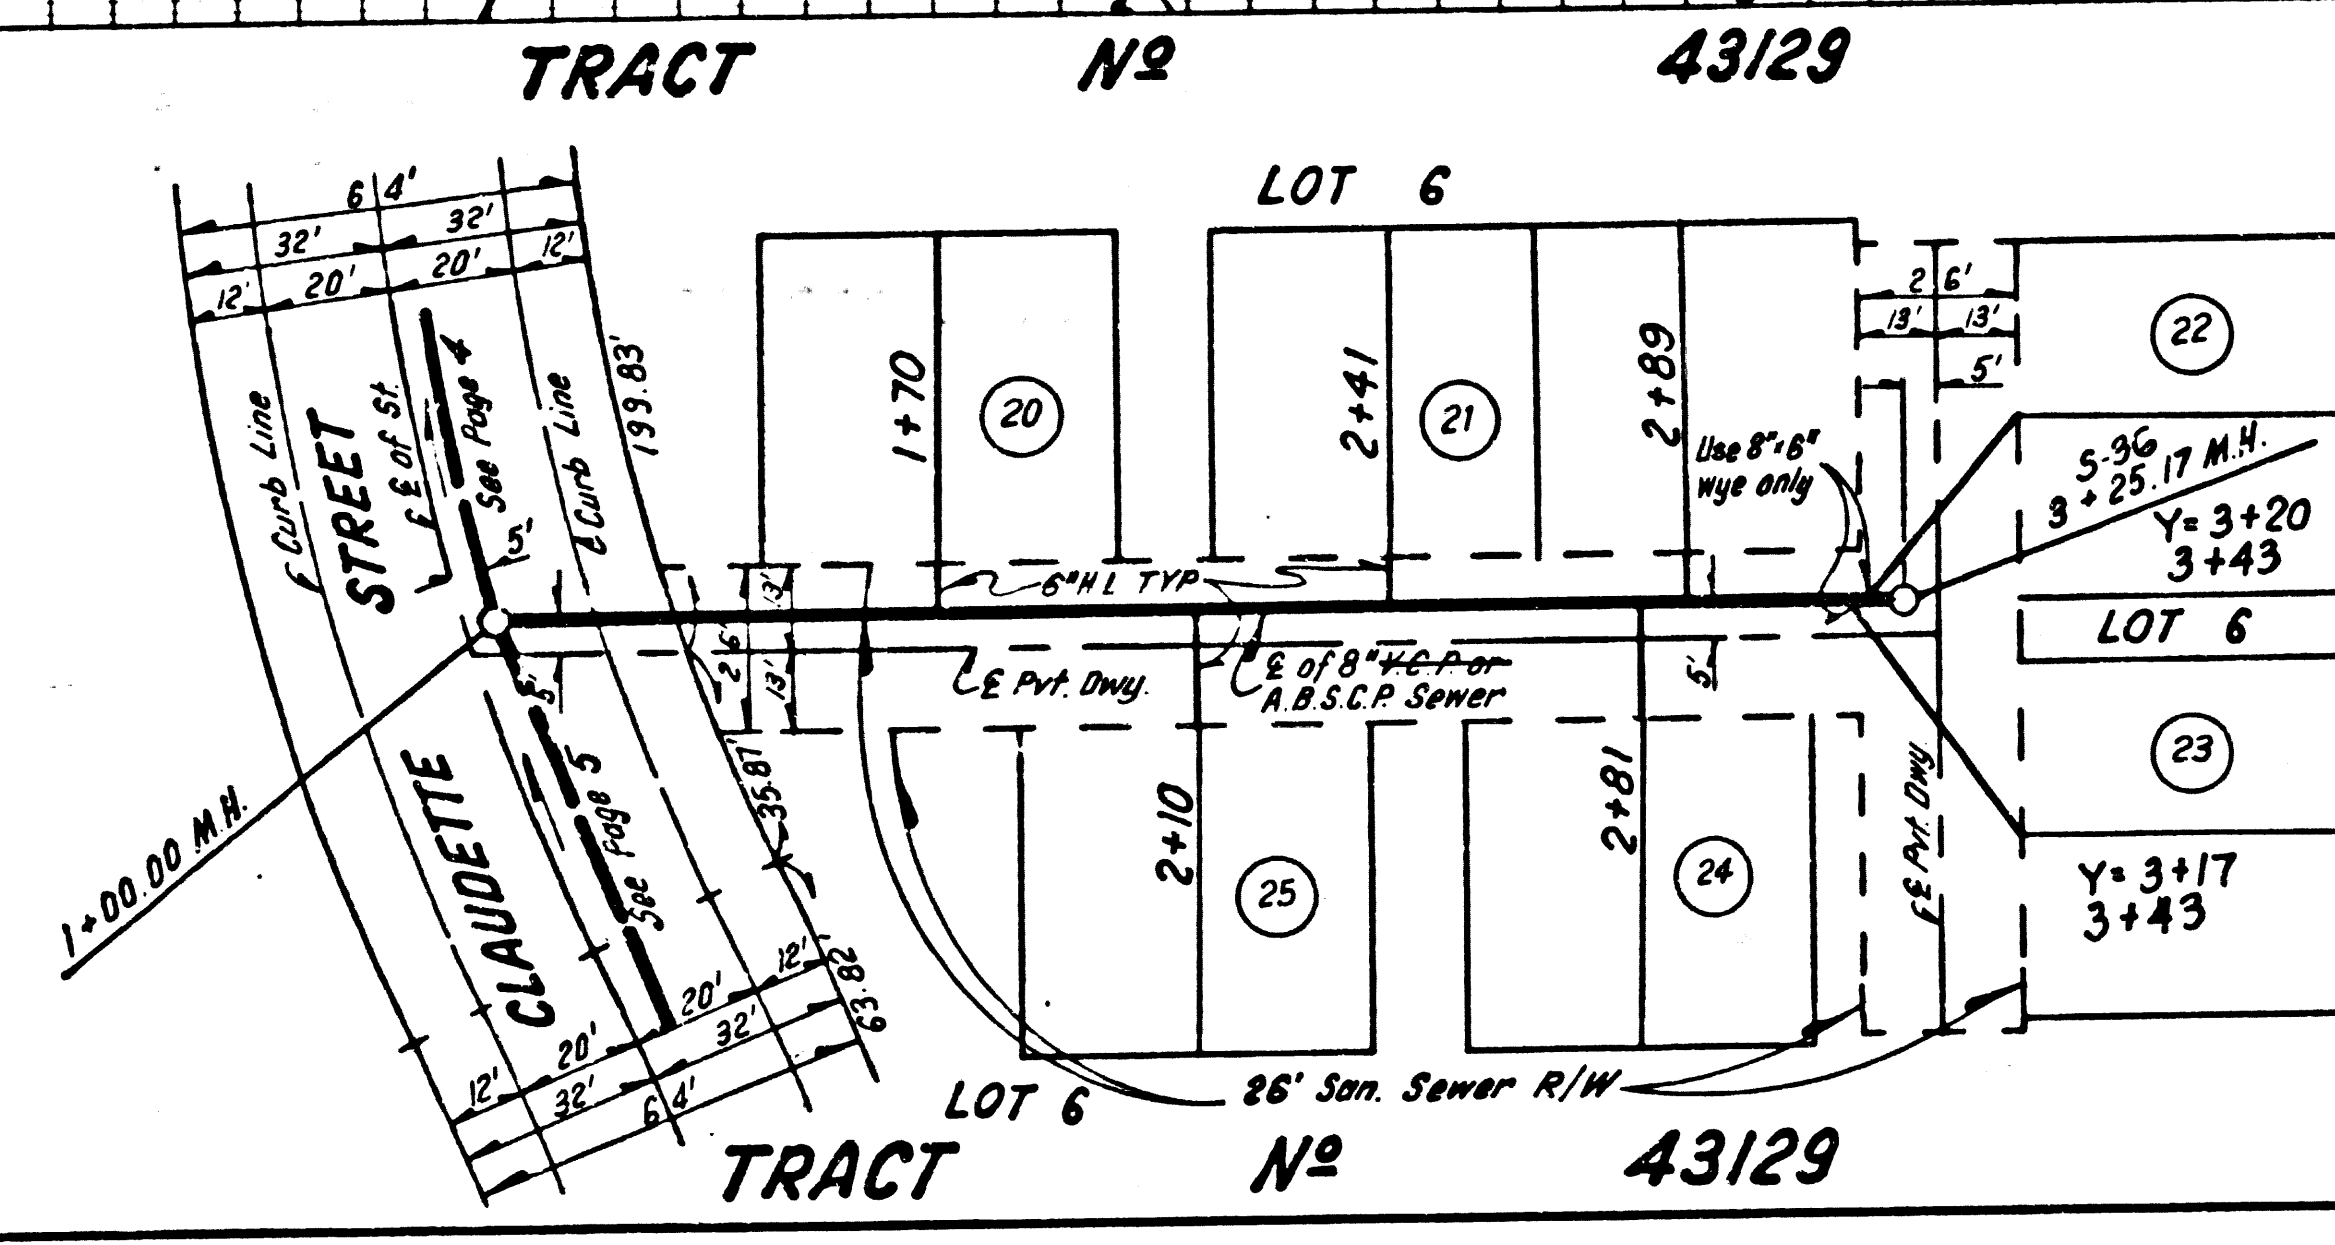 TRACT Nº 43129
LOT 6
6 4'
32' 32'
12' 20' 20' 12'
2 6'
13' 13'
5'
22
199.83'
℄ Curb Line
STREET
℄ of St.
See Page 4
℄ Curb Line
5'
1+70
20
2+41
21
2+89
Use 8"x6"
wye only
S-36
3+25.17 M.H.
Y= 3+20
3+43
6" H L TYP
LOT 6
2 6'
13'
13'
5'
℄ Pvt. Dwy.
℄ of 8" V.C.P. or
A.B.S.C.P. Sewer
5'
23
1+00.00 M.H.
CLAUDETTE
See Page 5
35.87'
2+10
25
2+81
24
℄ Pvt. Dwy
Y= 3+17
3+43
63.82'
12' 20' 20' 12'
32' 32'
6 4'
LOT 6
26' San. Sewer R/W
TRACT Nº 43129